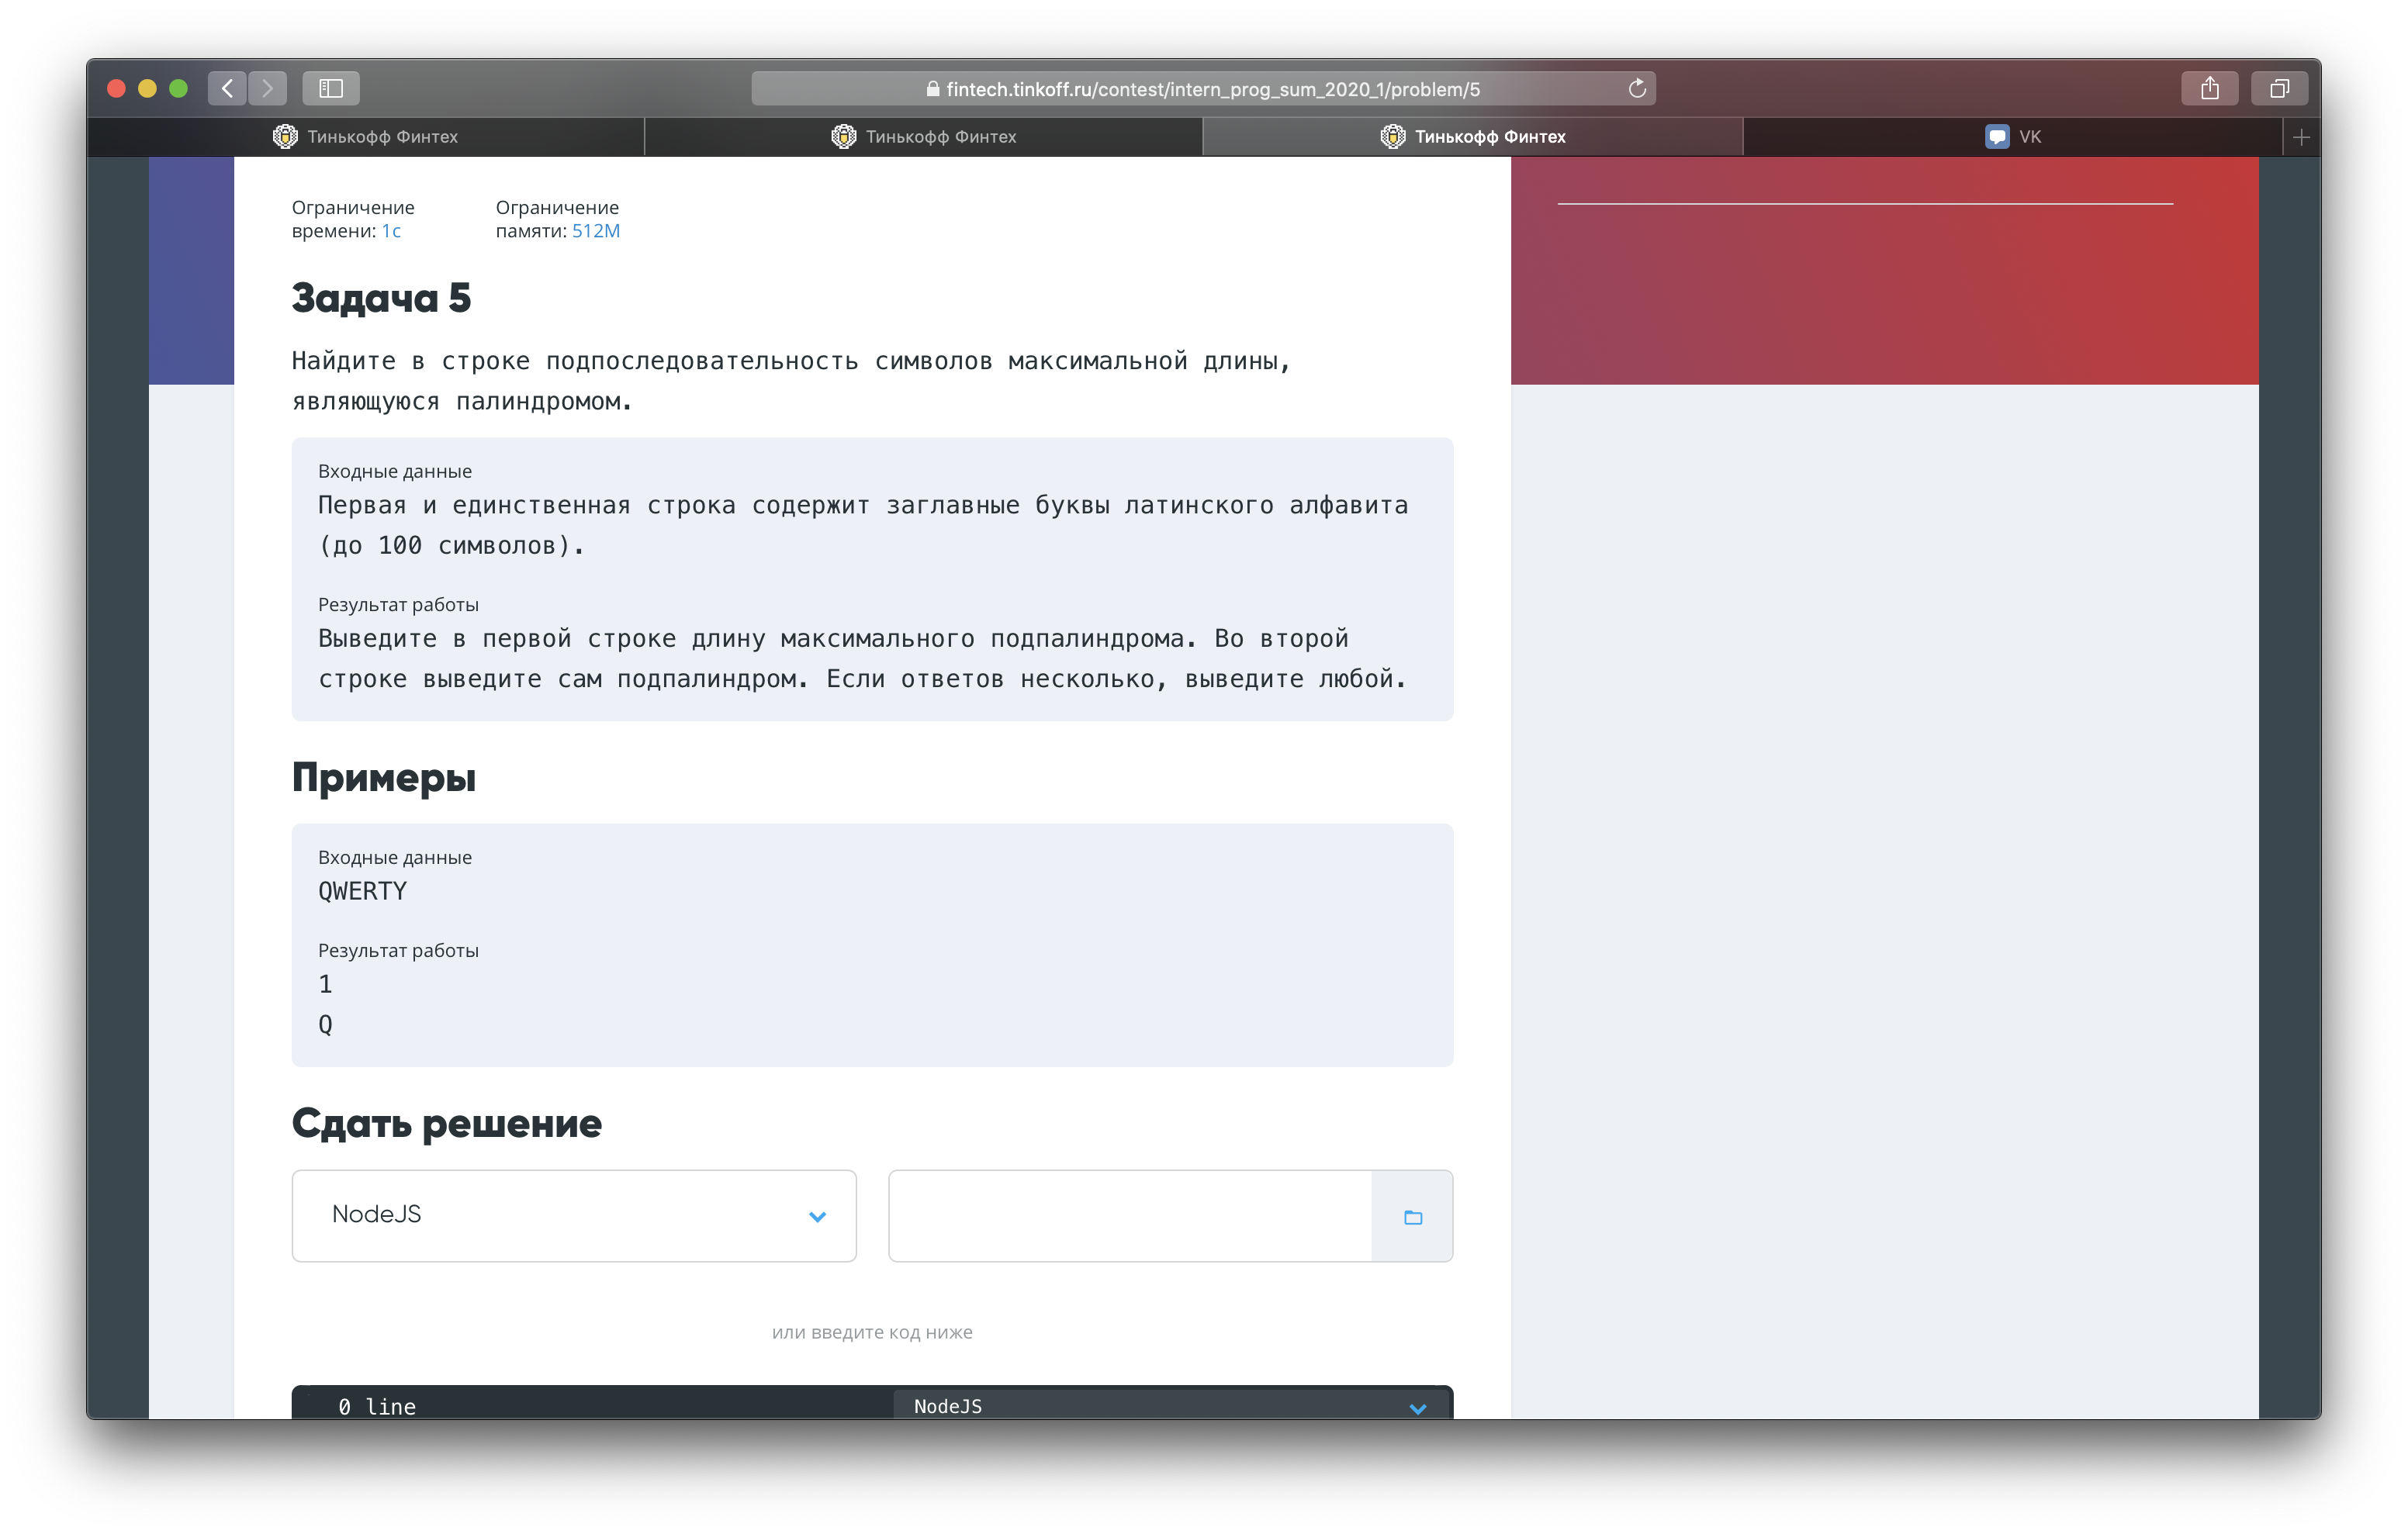 fintech.tinkoff.ru/contest/intern_prog_sum_2020_1/problem/5
Тинькофф Финтех
Тинькофф Финтех
Тинькофф Финтех
VK
Ограничение
времени: 1с
Ограничение
памяти: 512M
Задача 5
Найдите в строке подпоследовательность символов максимальной длины,
являющуюся палиндромом.
Входные данные
Первая и единственная строка содержит заглавные буквы латинского алфавита
(до 100 символов).
Результат работы
Выведите в первой строке длину максимального подпалиндрома. Во второй
строке выведите сам подпалиндром. Если ответов несколько, выведите любой.
Примеры
Входные данные
QWERTY
Результат работы
1
Q
Сдать решение
NodeJS
или введите код ниже
0 line
NodeJS